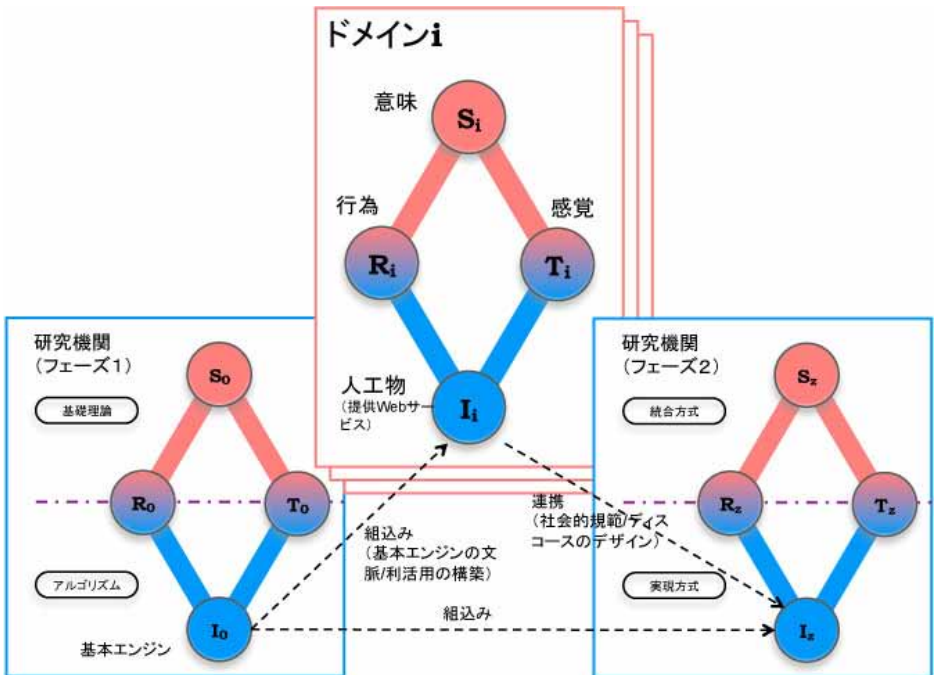 ドメインi
意味
Si
行為
感覚
Ri
Ti
人工物
(提供Webサー
ビス)
Ii
研究機関
(フェーズ1)
S0
基礎理論
R0
T0
アルゴリズム
I0
基本エンジン
組込み
(基本エンジンの文
脈/利活用の構築)
連携
(社会的規範/ディス
コースのデザイン)
組込み
研究機関
(フェーズ2)
Sz
統合方式
Rz
Tz
実現方式
Iz